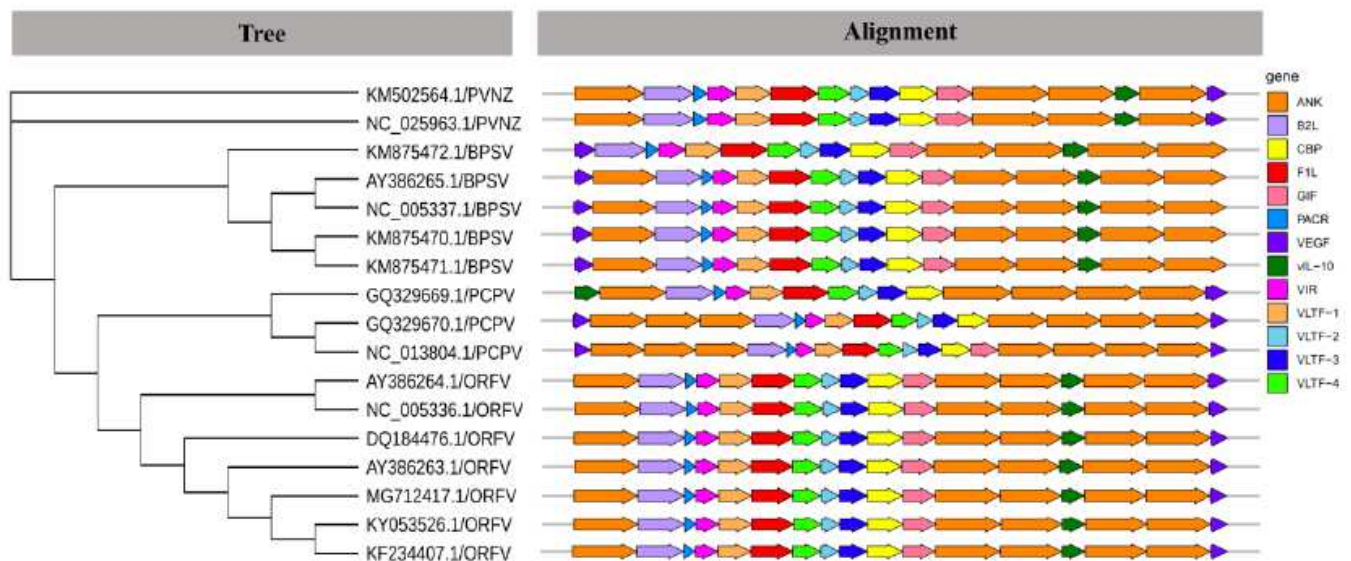 Tree
Alignment
KM502564.1/PVNZ
NC_025963.1/PVNZ
KM875472.1/BPSV
AY386265.1/BPSV
NC_005337.1/BPSV
KM875470.1/BPSV
KM875471.1/BPSV
GQ329669.1/PCPV
GQ329670.1/PCPV
NC_013804.1/PCPV
AY386264.1/ORFV
NC_005336.1/ORFV
DQ184476.1/ORFV
AY386263.1/ORFV
MG712417.1/ORFV
KY053526.1/ORFV
KF234407.1/ORFV
gene
ANK
B2L
CBP
F1L
GIF
PACR
VEGF
vIL-10
VIR
VLTF-1
VLTF-2
VLTF-3
VLTF-4